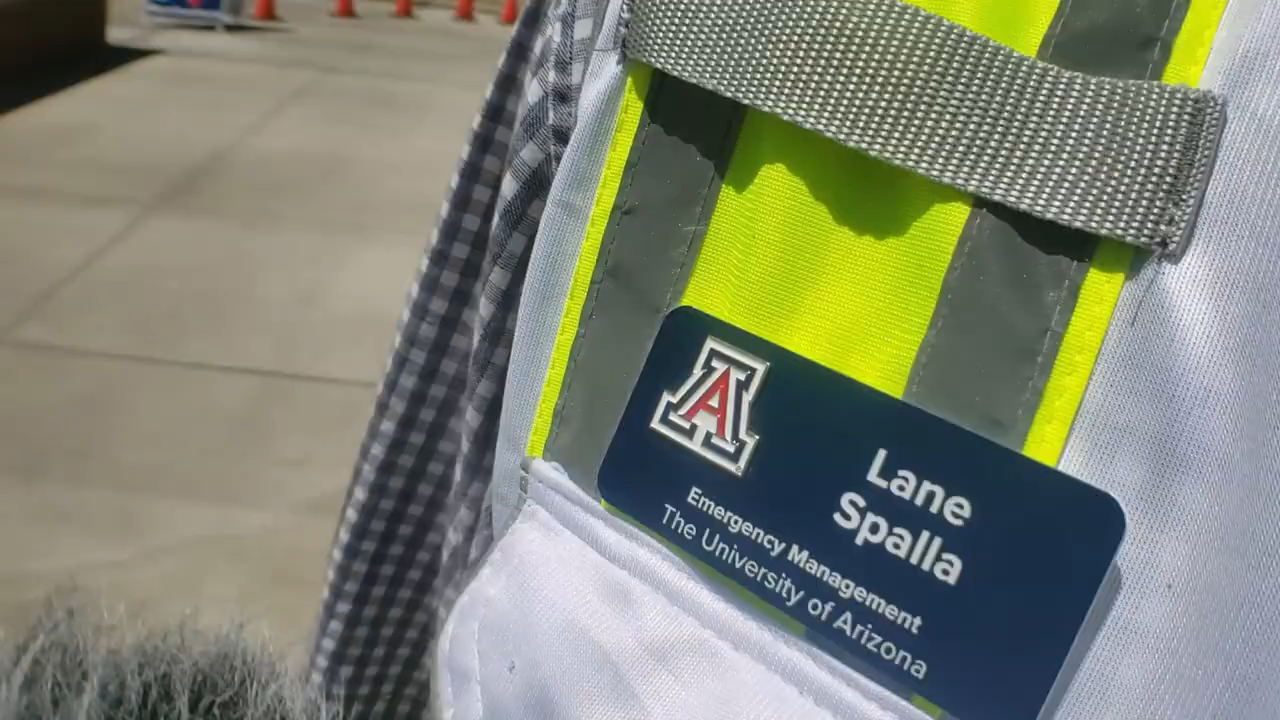 A
Lane
Spalla
Emergency Management
The University of Arizona